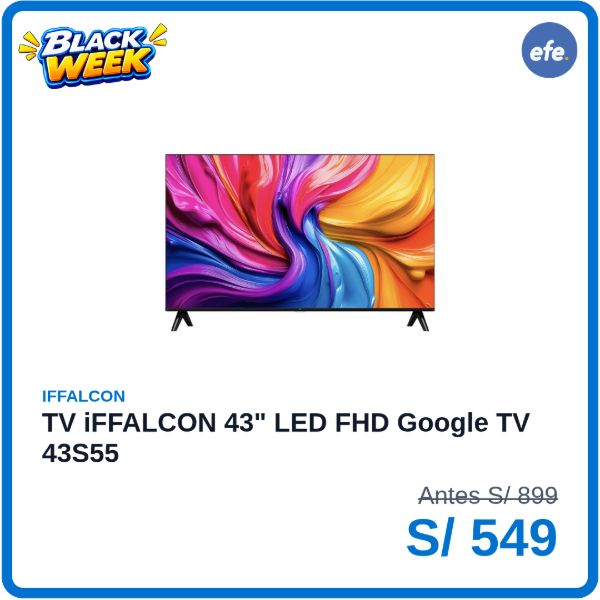 BLACK
WEEK
efe.
IFFALCON
TV iFFALCON 43" LED FHD Google TV
43S55
Antes S/ 899
S/ 549